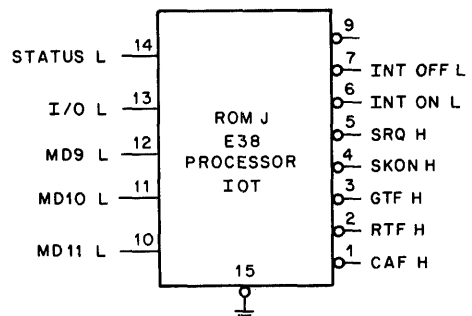 9
14
STATUS L
7
INT OFF L
6
INT ON L
13
I/O L
ROM J
E38
PROCESSOR
IOT
5
SRQ H
12
MD9 L
4
SKON H
11
MD10 L
3
GTF H
2
RTF H
10
MD11 L
1
CAF H
15